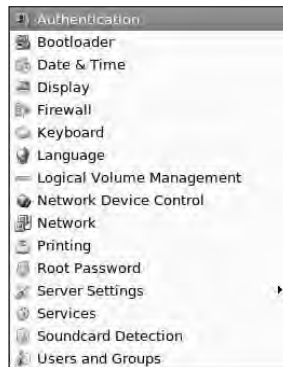 Authentication
Bootloader
Date & Time
Display
Firewall
Keyboard
Language
Logical Volume Management
Network Device Control
Network
Printing
Root Password
Server Settings
Services
Soundcard Detection
Users and Groups